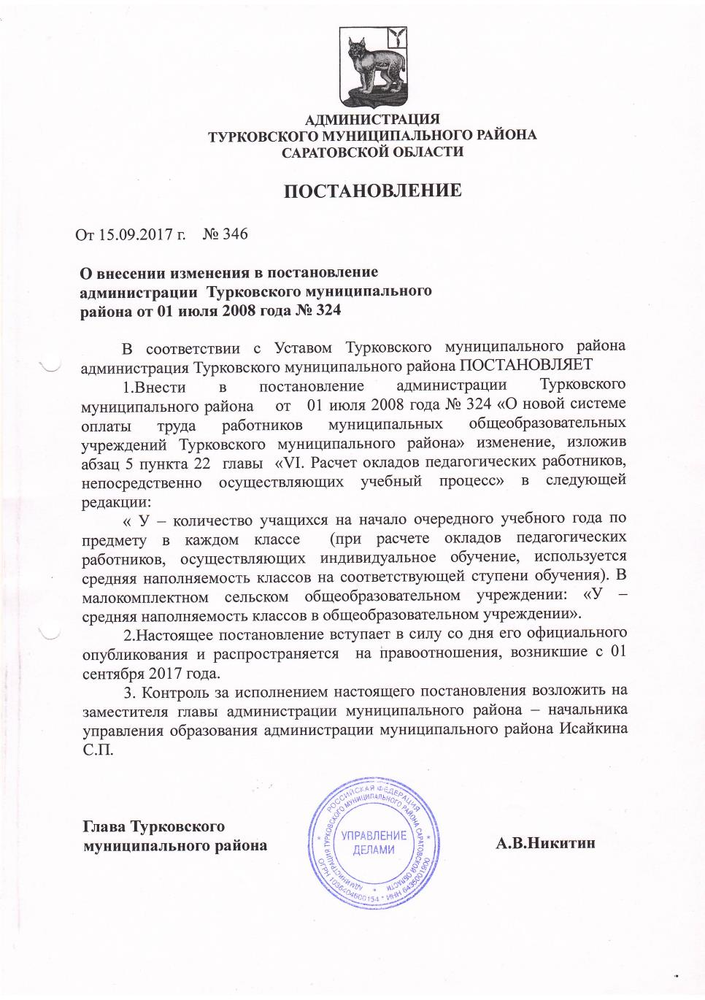 АДМИНИСТРАЦИЯ
ТУРКОВСКОГО МУНИЦИПАЛЬНОГО РАЙОНА
САРАТОВСКОЙ ОБЛАСТИ
ПОСТАНОВЛЕНИЕ
От 15.09.2017 г. № 346
О внесении изменения в постановление
администрации Турковского муниципального
района от 01 июля 2008 года № 324
В соответствии с Уставом Турковского муниципального района
администрация Турковского муниципального района ПОСТАНОВЛЯЕТ
1.Внести в постановление администрации Турковского
муниципального района от 01 июля 2008 года № 324 «О новой системе
оплаты труда работников муниципальных общеобразовательных
учреждений Турковского муниципального района» изменение, изложив
абзац 5 пункта 22 главы «VI. Расчет окладов педагогических работников,
непосредственно осуществляющих учебный процесс» в следующей
редакции:
« У – количество учащихся на начало очередного учебного года по
предмету в каждом классе (при расчете окладов педагогических
работников, осуществляющих индивидуальное обучение, используется
средняя наполняемость классов на соответствующей ступени обучения). В
малокомплектном сельском общеобразовательном учреждении: «У –
средняя наполняемость классов в общеобразовательном учреждении».
2.Настоящее постановление вступает в силу со дня его официального
опубликования и распространяется на правоотношения, возникшие с 01
сентября 2017 года.
3. Контроль за исполнением настоящего постановления возложить на
заместителя главы администрации муниципального района – начальника
управления образования администрации муниципального района Исайкина
С.П.
Глава Турковского
муниципального района
А.В.Никитин
РОССИЙСКАЯ ФЕДЕРАЦИЯ
* ОГРН 1036404600154 * ИНН 6435001900 *
АДМИНИСТРАЦИЯ ТУРКОВСКОГО МУНИЦИПАЛЬНОГО РАЙОНА САРАТОВСКОЙ ОБЛАСТИ *
УПРАВЛЕНИЕ
ДЕЛАМИ